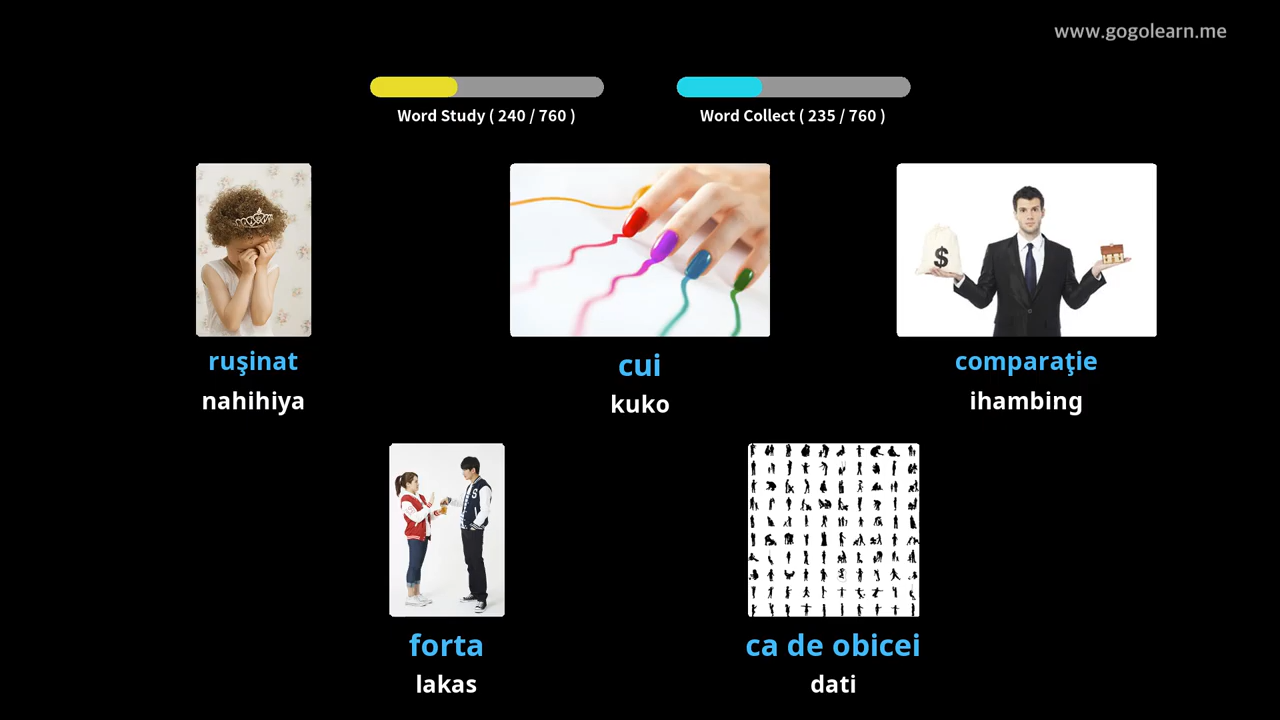 www.gogolearn.me
Word Study ( 240 / 760 )
Word Collect ( 235 / 760 )
$
ruşinat
nahihiya
cui
kuko
comparaţie
ihambing
S
forta
lakas
ca de obicei
dati